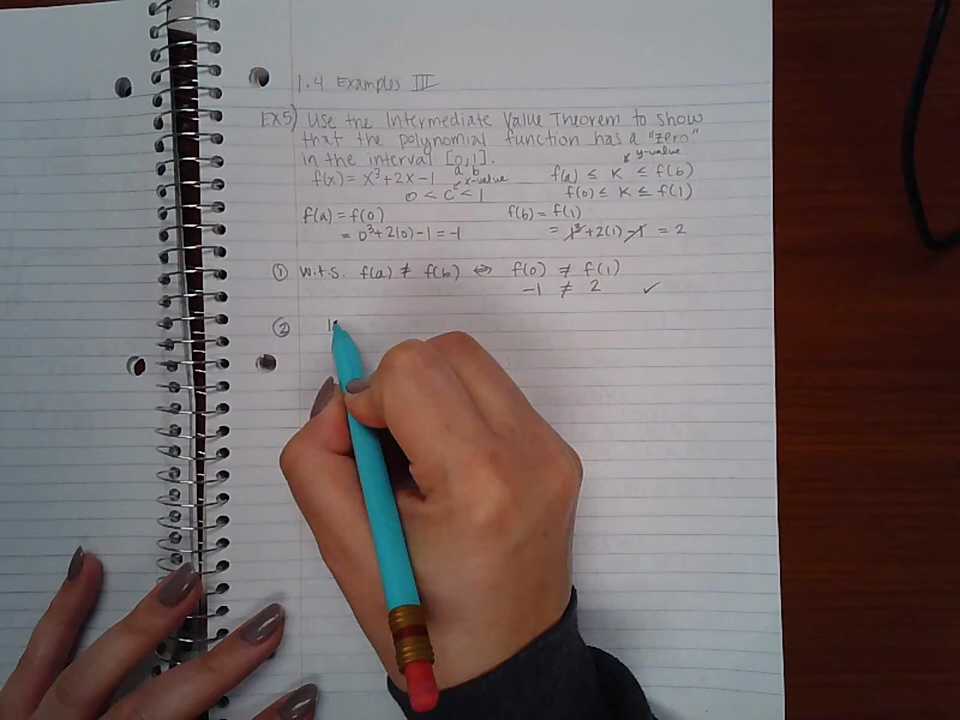 1.4 Examples III
EX5) Use the Intermediate Value Theorem to show
that the polynomial function has a "zero"
in the interval [0,1].
a b
y-value
f(x) = x³+2x-1
x-value
f(a) ≤ K ≤ f(b)
0 < c < 1
f(0) ≤ K ≤ f(1)
f(a) = f(0)
f(b) = f(1)
= 0³+2(0)-1 = -1
= 1³+2(1)-1 = 2
① W.T.S. f(a) ≠ f(b) ⇔ f(0) ≠ f(1)
-1 ≠ 2 ✓
②